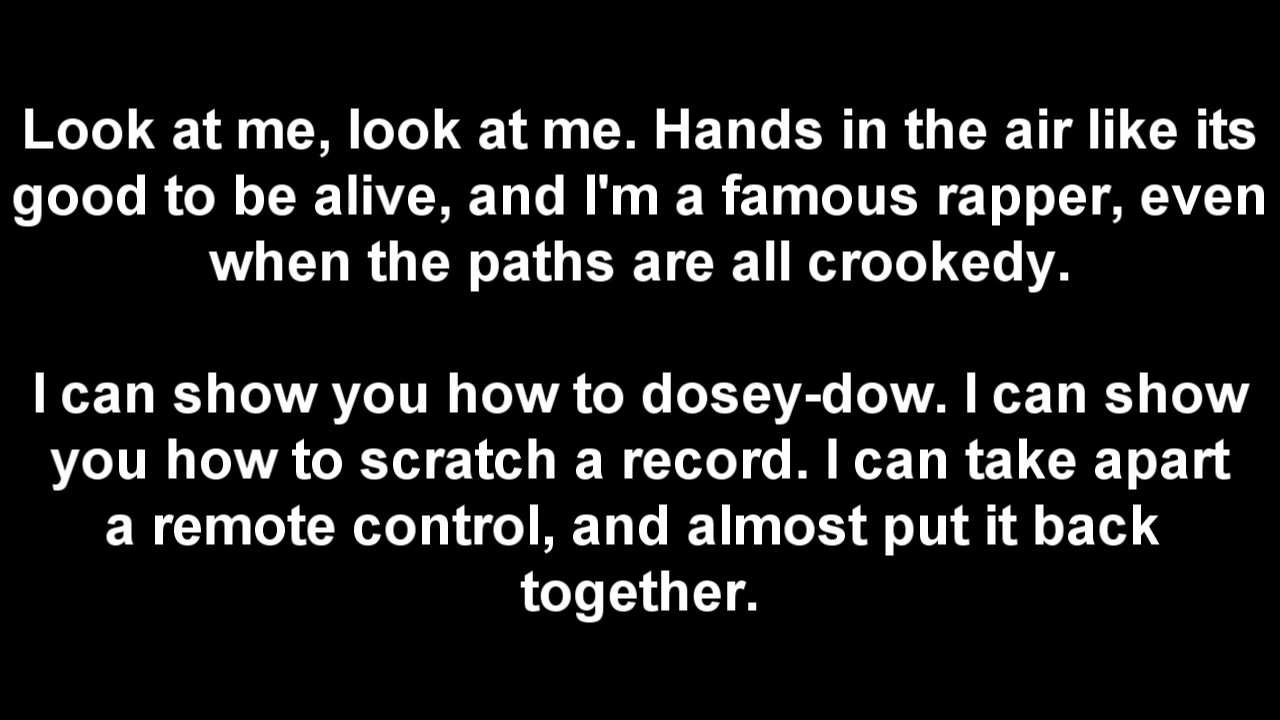 Look at me, look at me. Hands in the air like its
good to be alive, and I'm a famous rapper, even
when the paths are all crookedy.
I can show you how to dosey-dow. I can show
you how to scratch a record. I can take apart
a remote control, and almost put it back
together.